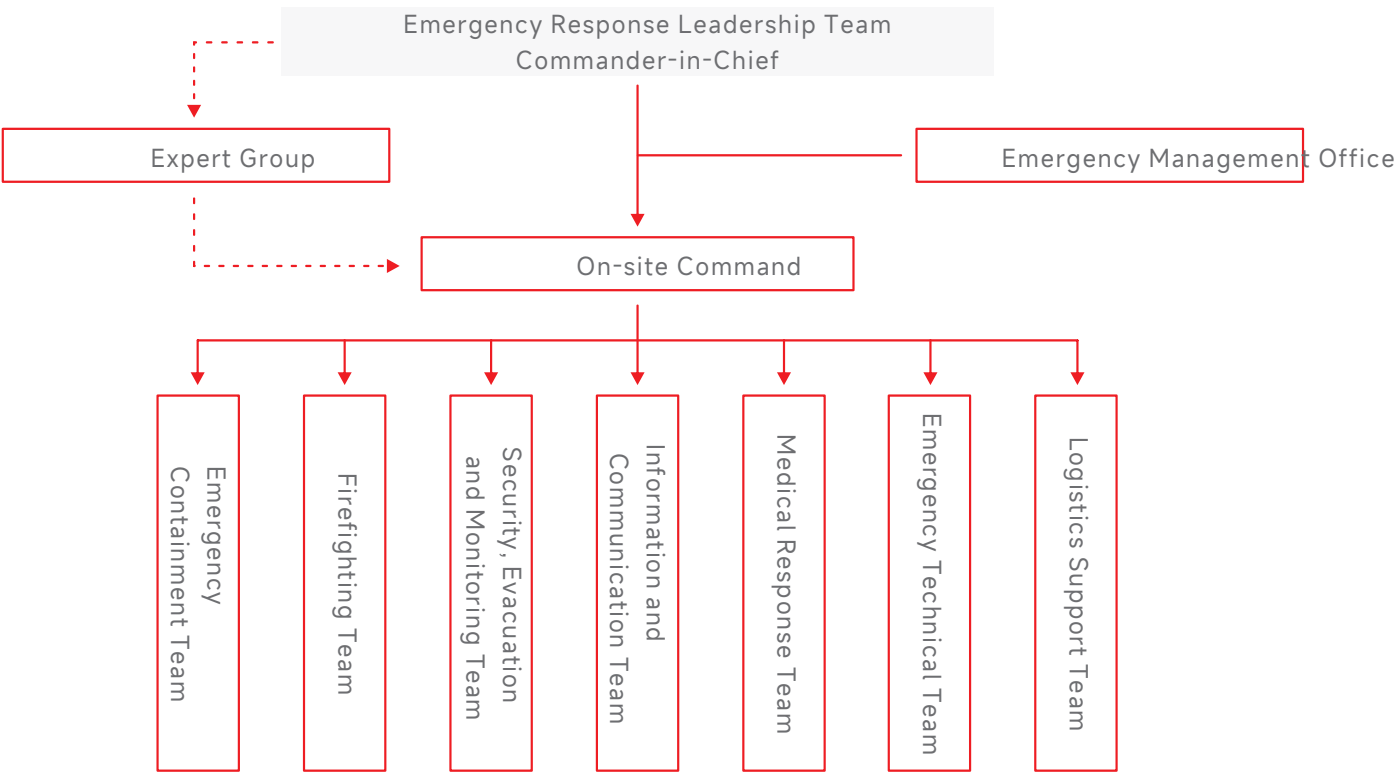 Emergency Response Leadership Team
Commander-in-Chief
Expert Group
Emergency Management Office
On-site Command
Emergency
Containment Team
Firefighting Team
Security, Evacuation
and Monitoring Team
Information and
Communication Team
Medical Response Team
Emergency Technical Team
Logistics Support Team